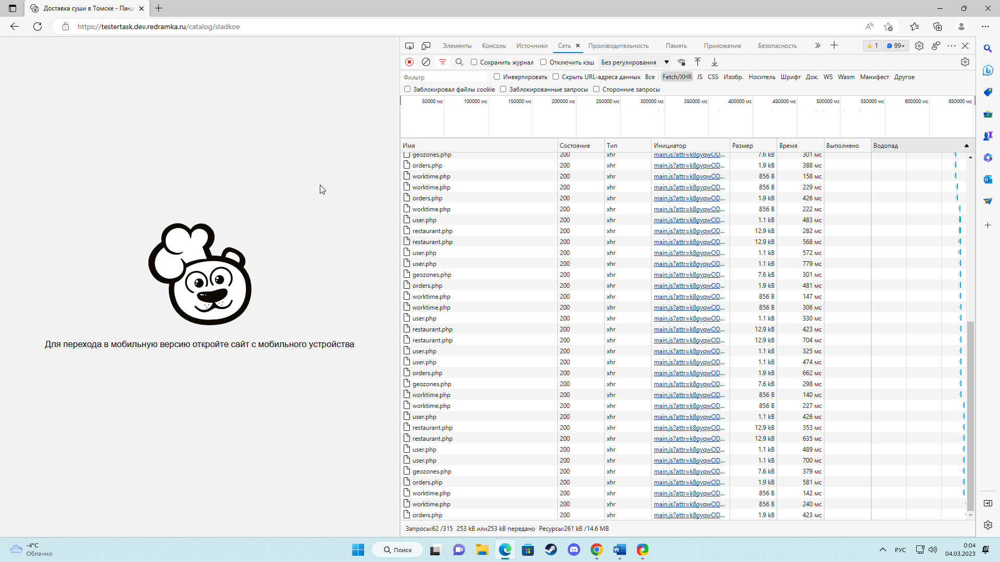 Доставка суши в Томске - Панд
https://testertask.dev.redramka.ru/catalog/sladkoe
Элементы Консоль Источники Сеть Производительность Память Приложение Безопасность 1 99+
Сохранить журнал Отключить кэш Без регулирования
Фильтр Инвертировать Скрыть URL-адреса данных Все Fetch/XHR JS CSS Изобр. Носитель Шрифт Док. WS Wasm Манифест Другое
Заблокировал файлы cookie Заблокированные запросы Сторонние запросы
50000 мс 100000 мс 150000 мс 200000 мс 250000 мс 300000 мс 350000 мс 400000 мс 450000 мс 500000 мс 550000 мс 600000 мс 650000 мс
Имя Состояние Тип Инициатор Размер Время Выполнено Водопад
geozones.php 200 xhr main.js?attr=k8gyqwOD... 7.6 kB 301 мс
orders.php 200 xhr main.js?attr=k8gyqwOD... 1.9 kB 388 мс
worktime.php 200 xhr main.js?attr=k8gyqwOD... 856 B 158 мс
worktime.php 200 xhr main.js?attr=k8gyqwOD... 856 B 229 мс
orders.php 200 xhr main.js?attr=k8gyqwOD... 1.9 kB 426 мс
worktime.php 200 xhr main.js?attr=k8gyqwOD... 856 B 222 мс
user.php 200 xhr main.js?attr=k8gyqwOD... 1.1 kB 483 мс
restaurant.php 200 xhr main.js?attr=k8gyqwOD... 12.9 kB 282 мс
restaurant.php 200 xhr main.js?attr=k8gyqwOD... 12.9 kB 568 мс
user.php 200 xhr main.js?attr=k8gyqwOD... 1.1 kB 572 мс
user.php 200 xhr main.js?attr=k8gyqwOD... 1.1 kB 779 мс
geozones.php 200 xhr main.js?attr=k8gyqwOD... 7.6 kB 301 мс
orders.php 200 xhr main.js?attr=k8gyqwOD... 1.9 kB 481 мс
worktime.php 200 xhr main.js?attr=k8gyqwOD... 856 B 147 мс
worktime.php 200 xhr main.js?attr=k8gyqwOD... 856 B 306 мс
user.php 200 xhr main.js?attr=k8gyqwOD... 1.1 kB 330 мс
restaurant.php 200 xhr main.js?attr=k8gyqwOD... 12.9 kB 423 мс
restaurant.php 200 xhr main.js?attr=k8gyqwOD... 12.9 kB 704 мс
user.php 200 xhr main.js?attr=k8gyqwOD... 1.1 kB 325 мс
user.php 200 xhr main.js?attr=k8gyqwOD... 1.1 kB 474 мс
orders.php 200 xhr main.js?attr=k8gyqwOD... 1.9 kB 662 мс
geozones.php 200 xhr main.js?attr=k8gyqwOD... 7.6 kB 298 мс
worktime.php 200 xhr main.js?attr=k8gyqwOD... 856 B 140 мс
worktime.php 200 xhr main.js?attr=k8gyqwOD... 856 B 227 мс
user.php 200 xhr main.js?attr=k8gyqwOD... 1.1 kB 426 мс
restaurant.php 200 xhr main.js?attr=k8gyqwOD... 12.9 kB 353 мс
restaurant.php 200 xhr main.js?attr=k8gyqwOD... 12.9 kB 635 мс
user.php 200 xhr main.js?attr=k8gyqwOD... 1.1 kB 489 мс
user.php 200 xhr main.js?attr=k8gyqwOD... 1.1 kB 700 мс
geozones.php 200 xhr main.js?attr=k8gyqwOD... 7.6 kB 379 мс
orders.php 200 xhr main.js?attr=k8gyqwOD... 1.9 kB 581 мс
worktime.php 200 xhr main.js?attr=k8gyqwOD... 856 B 142 мс
worktime.php 200 xhr main.js?attr=k8gyqwOD... 856 B 240 мс
orders.php 200 xhr main.js?attr=k8gyqwOD... 1.9 kB 423 мс
Запросы:62 /315 253 kB или253 kB передано Ресурсы:261 kB /14.6 MB
Для перехода в мобильную версию откройте сайт с мобильного устройства
-4°C
Облачно
Поиск
РУС
0:04
04.03.2023